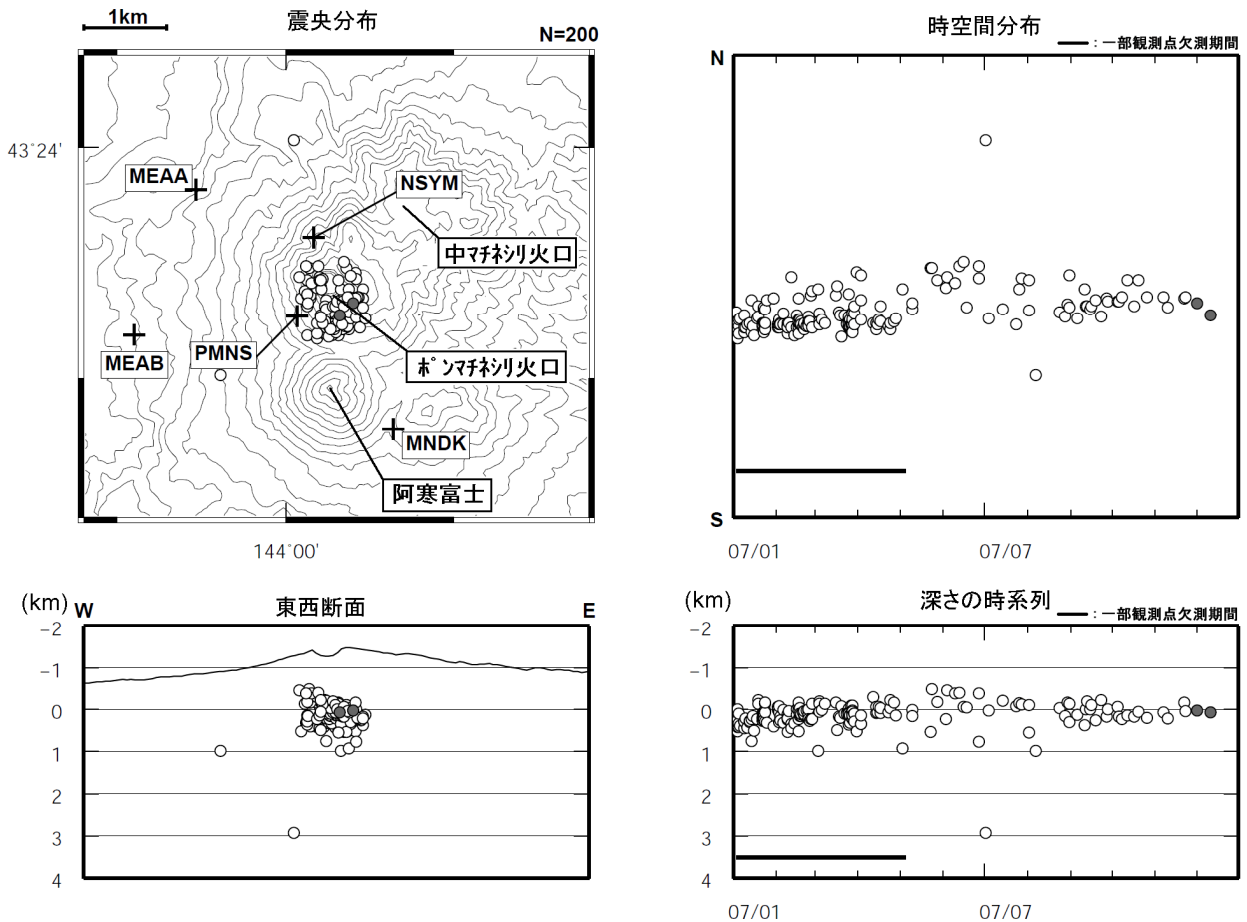 1km
震央分布
N=200
43°24'
MEAA
NSYM
中マチネシリ火口
MEAB
PMNS
ポンマチネシリ火口
MNDK
阿寒富士
144°00'
時空間分布
:一部観測点欠測期間
N
S
07/01
07/07
(km)
W
東西断面
E
-2
-1
0
1
2
3
4
(km)
深さの時系列
:一部観測点欠測期間
-2
-1
0
1
2
3
4
07/01
07/07